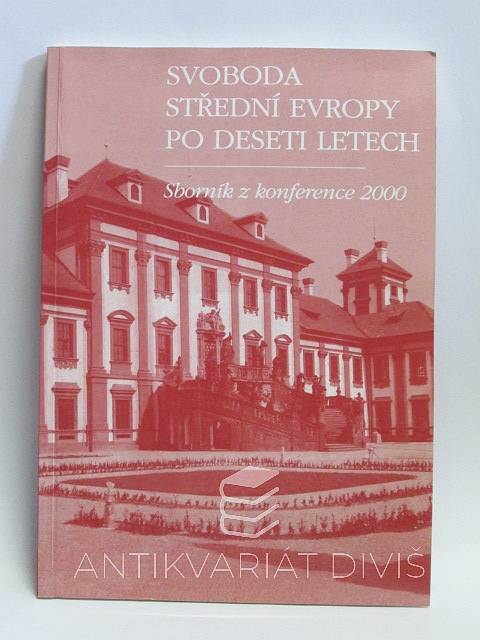 SVOBODA
STŘEDNÍ EVROPY
PO DESETI LETECH
Sborník z konference 2000
ANTIKVARIÁT DIVIŠ